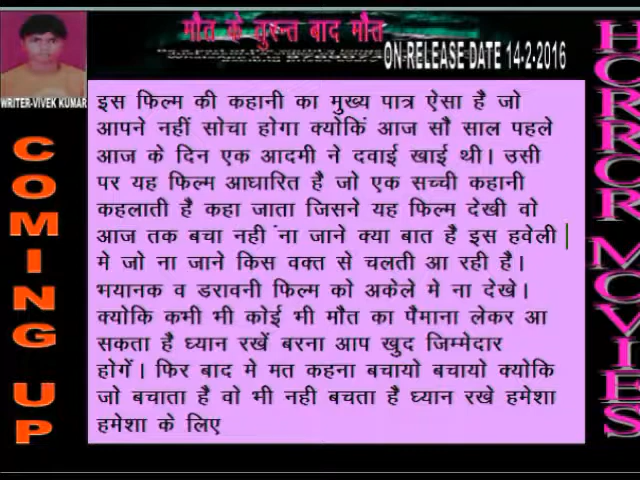 मौत के तुरन्त बाद मौत
ON-RELEASE DATE 14-2-2016
WRITER-VIVEK KUMAR
COMING UP
इस फिल्म की कहानी का मुख्य पात्र ऐसा है जो
आपने नहीं सोचा होगा क्योकिं आज सौ साल पहले
आज के दिन एक आदमी ने दवाई खाई थी। उसी
पर यह फिल्म आधारित है जो एक सच्ची कहानी
कहलाती है कहा जाता जिसने यह फिल्म देखी वो
आज तक बचा नही ना जाने क्या बात है इस हवेली
मे जो ना जाने किस वक्त से चलती आ रही है।
भयानक व डरावनी फिल्म को अकेले मे ना देखे।
क्योकि कभी भी कोई भी मौत का पैमाना लेकर आ
सकता है ध्यान रखें बरना आप खुद जिम्मेदार
होगें। फिर बाद मे मत कहना बचायो बचायो क्योकि
जो बचाता है वो भी नही बचता है ध्यान रखे हमेशा
हमेशा के लिए
HORROR MOVIES